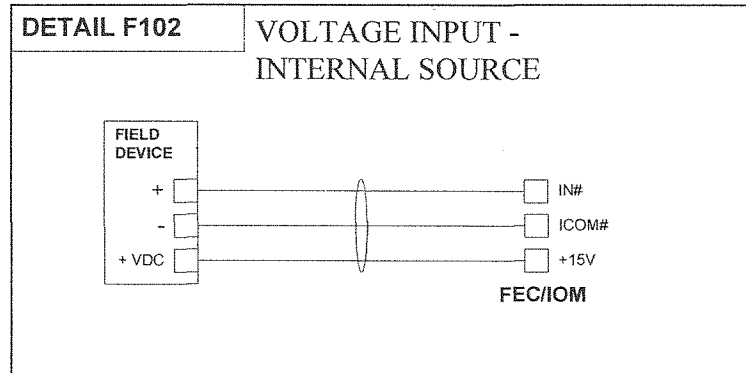 DETAIL F102
VOLTAGE INPUT -
INTERNAL SOURCE
FIELD
DEVICE
+
IN#
-
ICOM#
+ VDC
+15V
FEC/IOM